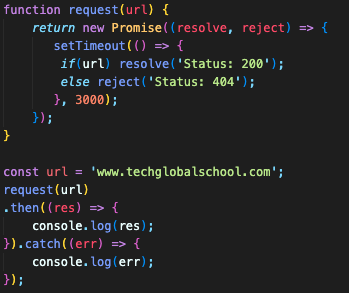 function request(url) {
    return new Promise((resolve, reject) => {
       setTimeout(() => {
        if(url) resolve('Status: 200');
        else reject('Status: 404');
       }, 3000);
    });
}

const url = 'www.techglobalschool.com';
request(url)
.then((res) => {
    console.log(res);
}).catch((err) => {
    console.log(err);
});